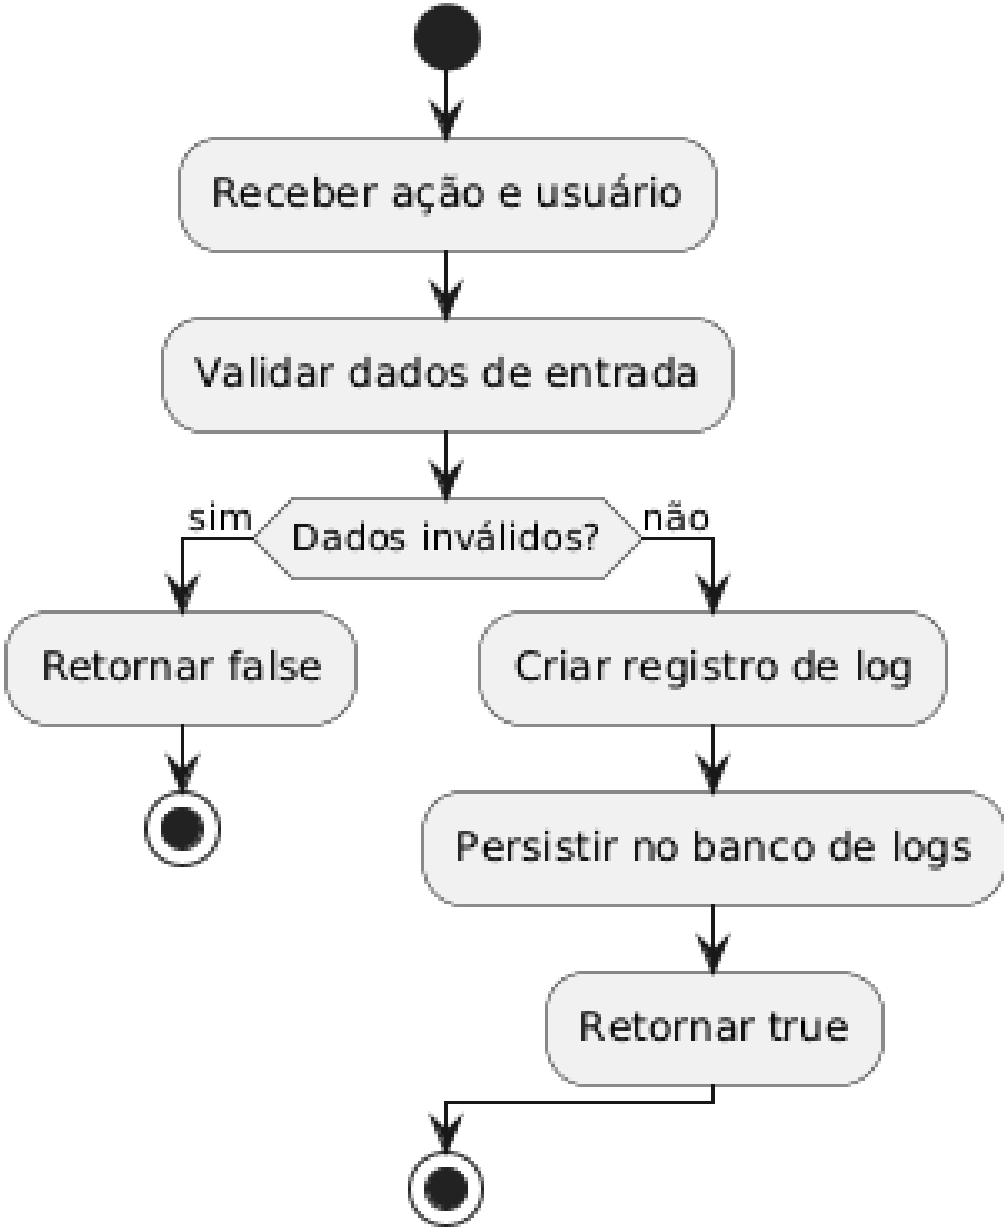 Receber ação e usuário
Validar dados de entrada
sim
Dados inválidos?
não
Retornar false
Criar registro de log
Persistir no banco de logs
Retornar true